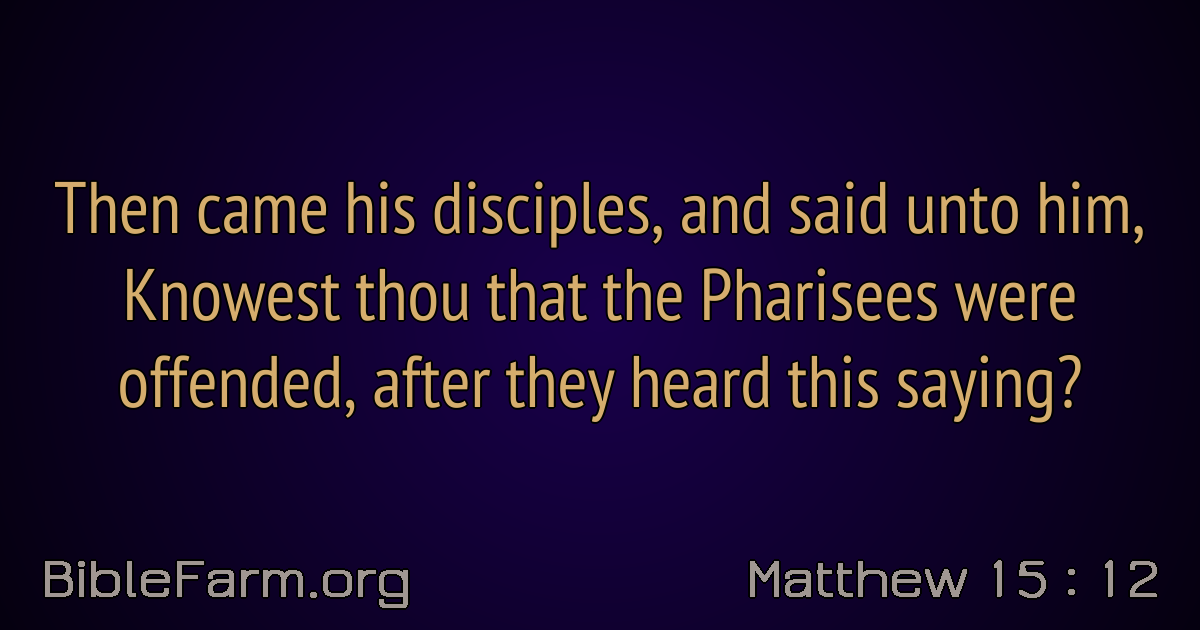 Then came his disciples, and said unto him,
Knowest thou that the Pharisees were
offended, after they heard this saying?
BibleFarm.org
Matthew 15 : 12